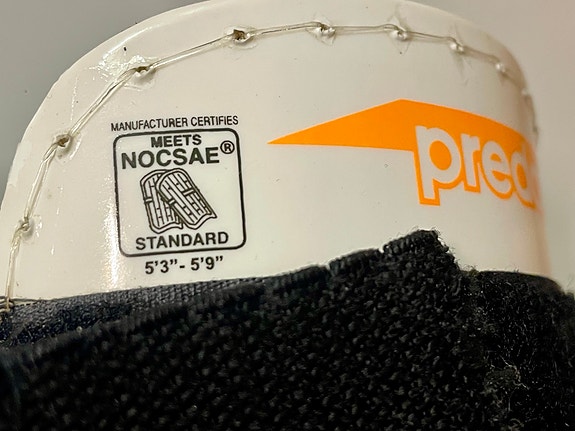 MANUFACTURER CERTIFIES
MEETS
NOCSAE®
STANDARD
5'3" - 5'9"
pred